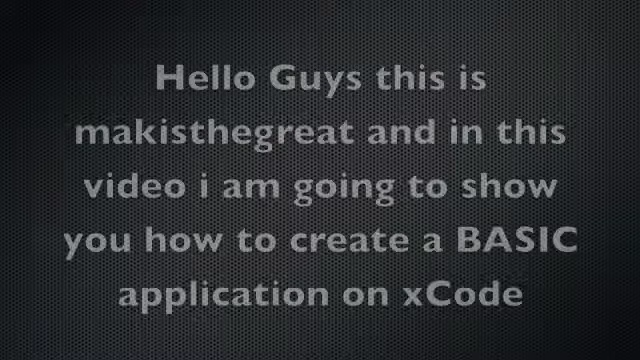 Hello Guys this is
makisthegreat and in this
video i am going to show
you how to create a BASIC
application on xCode